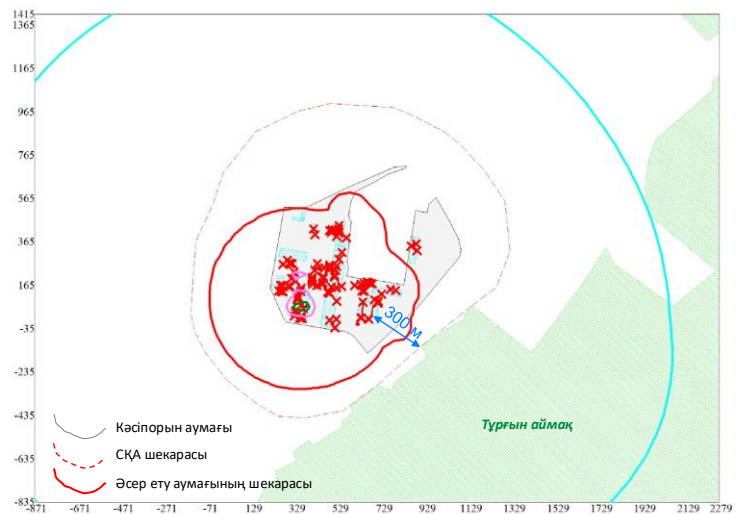 1415
1365
1165
965
765
565
365
165
-35
-235
-435
-635
-835
300 м
Тұрғын аймақ
Кәсіпорын аумағы
СҚА шекарасы
Әсер ету аумағының шекарасы
-871 -671 -471 -271 -71 129 329 529 729 929 1129 1329 1529 1729 1929 2129 2279